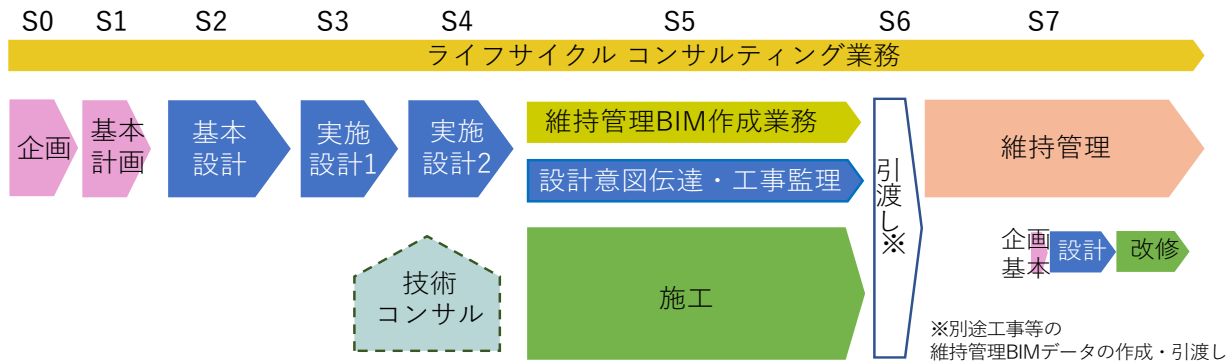 S0 S1 S2 S3 S4 S5 S6 S7
ライフサイクル コンサルティング業務
企画
基本
計画
基本
設計
実施
設計1
実施
設計2
維持管理BIM作成業務
設計意図伝達・工事監理
引渡し※
維持管理
技術
コンサル
施工
企画
基本
設計
改修
※別途工事等の
維持管理BIMデータの作成・引渡し